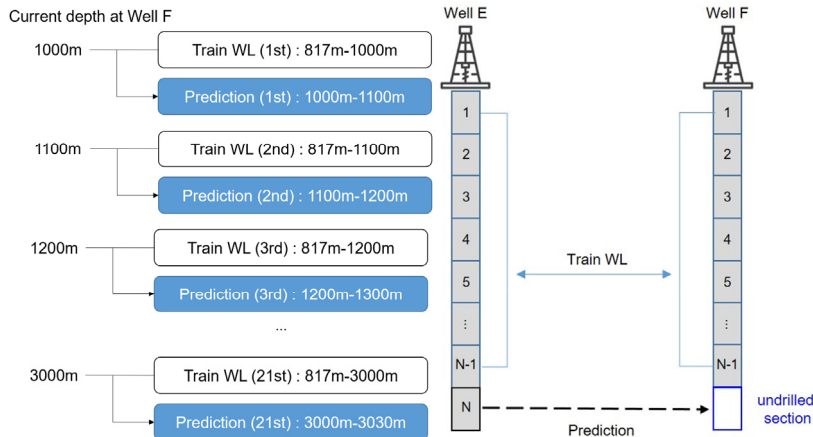 Current depth at Well F
1000m
Train WL (1st) : 817m-1000m
Prediction (1st) : 1000m-1100m
1100m
Train WL (2nd) : 817m-1100m
Prediction (2nd) : 1100m-1200m
1200m
Train WL (3rd) : 817m-1200m
Prediction (3rd) : 1200m-1300m
...
3000m
Train WL (21st) : 817m-3000m
Prediction (21st) : 3000m-3030m
Well E
1
2
3
4
5
⋮
N-1
N
Train WL
Prediction
Well F
1
2
3
4
5
⋮
N-1
undrilled
section